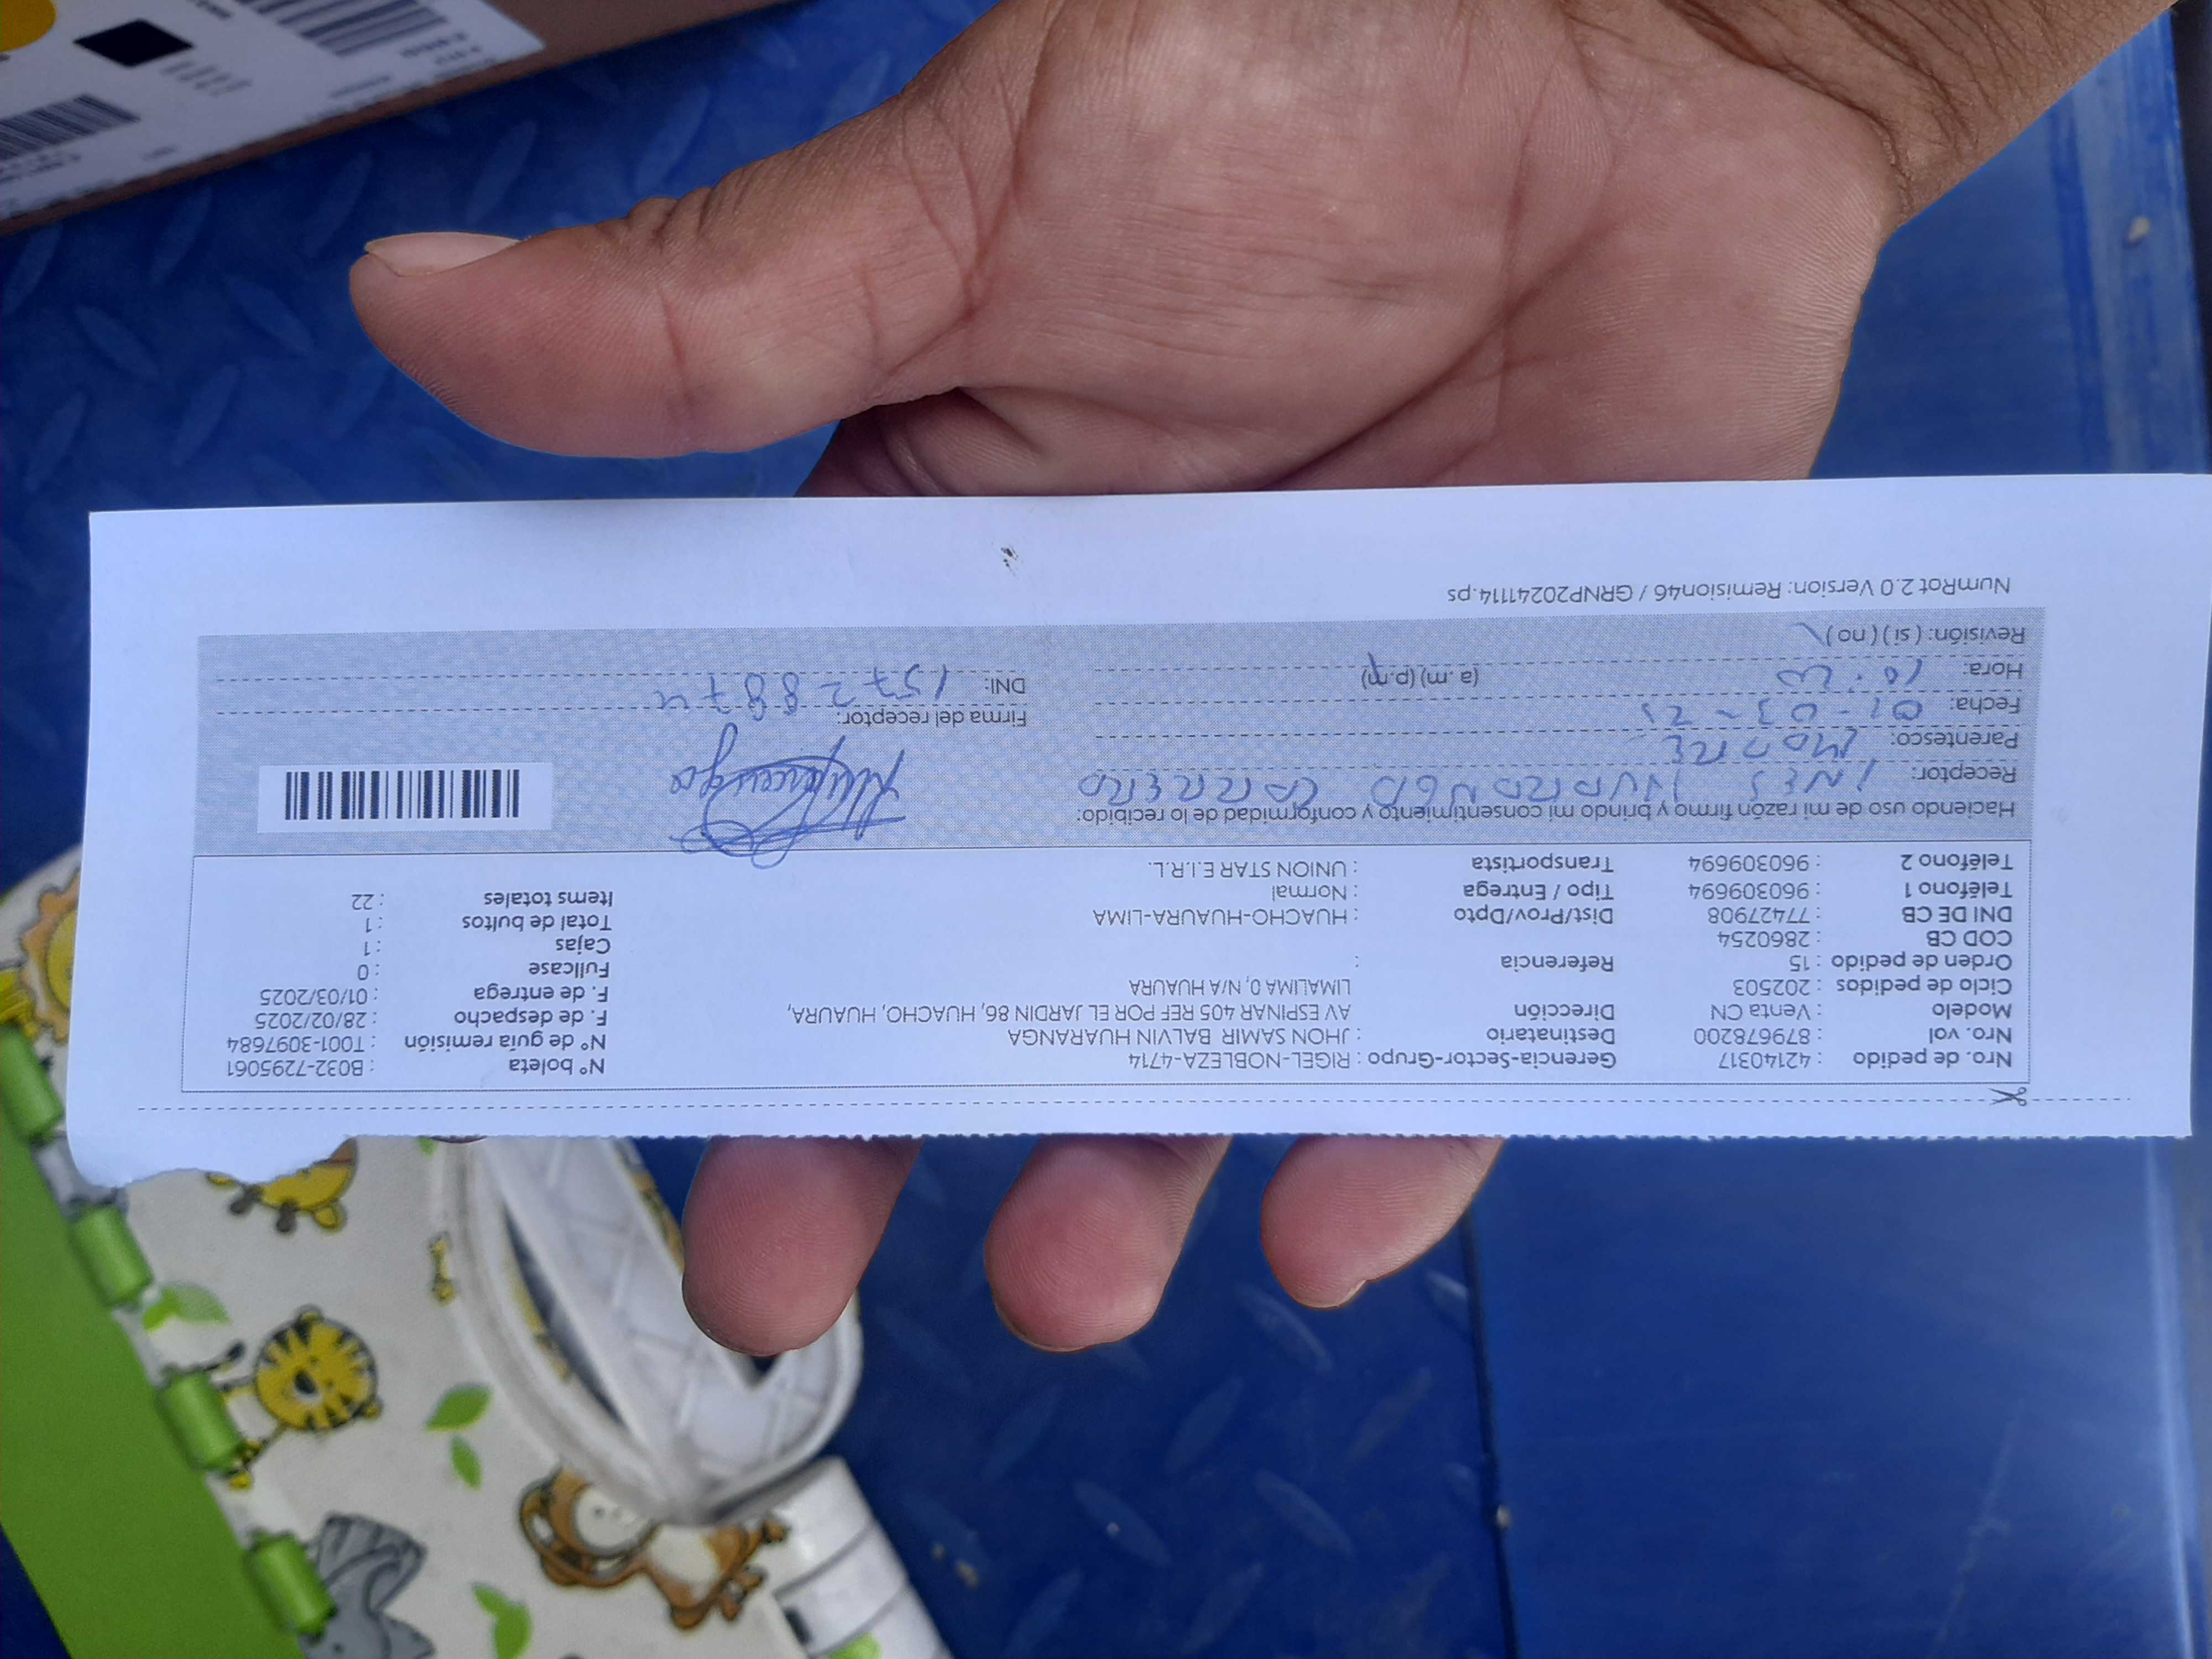 Nro. de pedido : 42140317 Gerencia-Sector-Grupo : RIGEL-NOBLEZA-4714 N° boleta : B032-7295061
Nro. vol : 879678200 Destinatario : JHON SAMIR BALVIN HUARANGA N° de guía remisión : T001-3097684
Modelo : Venta CN Dirección AV ESPINAR 405 REF POR EL JARDIN 86, HUACHO, HUAURA, F. de despacho : 28/02/2025
Ciclo de pedidos : 202503 LIMALIMA 0, N/A HUAURA F. de entrega : 01/03/2025
Orden de pedido : 15 Referencia : Fullcase : 0
COD CB : 2860254 Cajas : 1
DNI DE CB : 77427908 Dist/Prov/Dpto : HUACHO-HUAURA-LIMA Total de bultos : 1
Teléfono 1 : 960309694 Tipo / Entrega : Normal Items totales : 22
Teléfono 2 : 960309694 Transportista : UNION STAR E.I.R.L.
Haciendo uso de mi razón firmo y brindo mi consentimiento y conformidad de lo recibido:
Receptor: INES HUARANGA CARRERO
Parentesco: MADRE
Fecha: 01-03-25 Firma del receptor:
Hora: (a.m) (p.m) DNI: 15728874
Revisión: ( si ) ( no )
NumRot 2.0 Version: Remision46 / GRNP20241114.ps